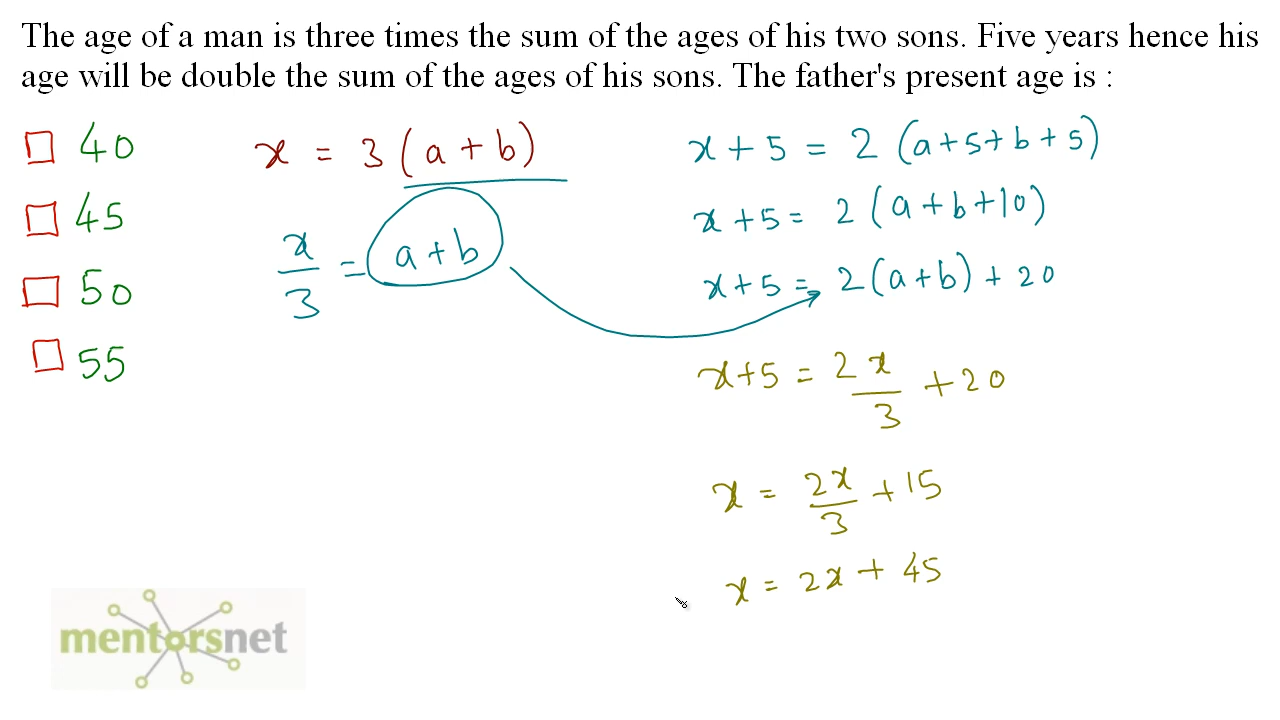 The age of a man is three times the sum of the ages of his two sons. Five years hence his
age will be double the sum of the ages of his sons. The father's present age is :
40
45
50
55
x = 3 (a + b)
x/3 = a + b
x + 5 = 2 (a + 5 + b + 5)
x + 5 = 2 (a + b + 10)
x + 5 = 2 (a + b) + 20
x + 5 = 2x/3 + 20
x = 2x/3 + 15
x = 2x + 45
mentorsnet